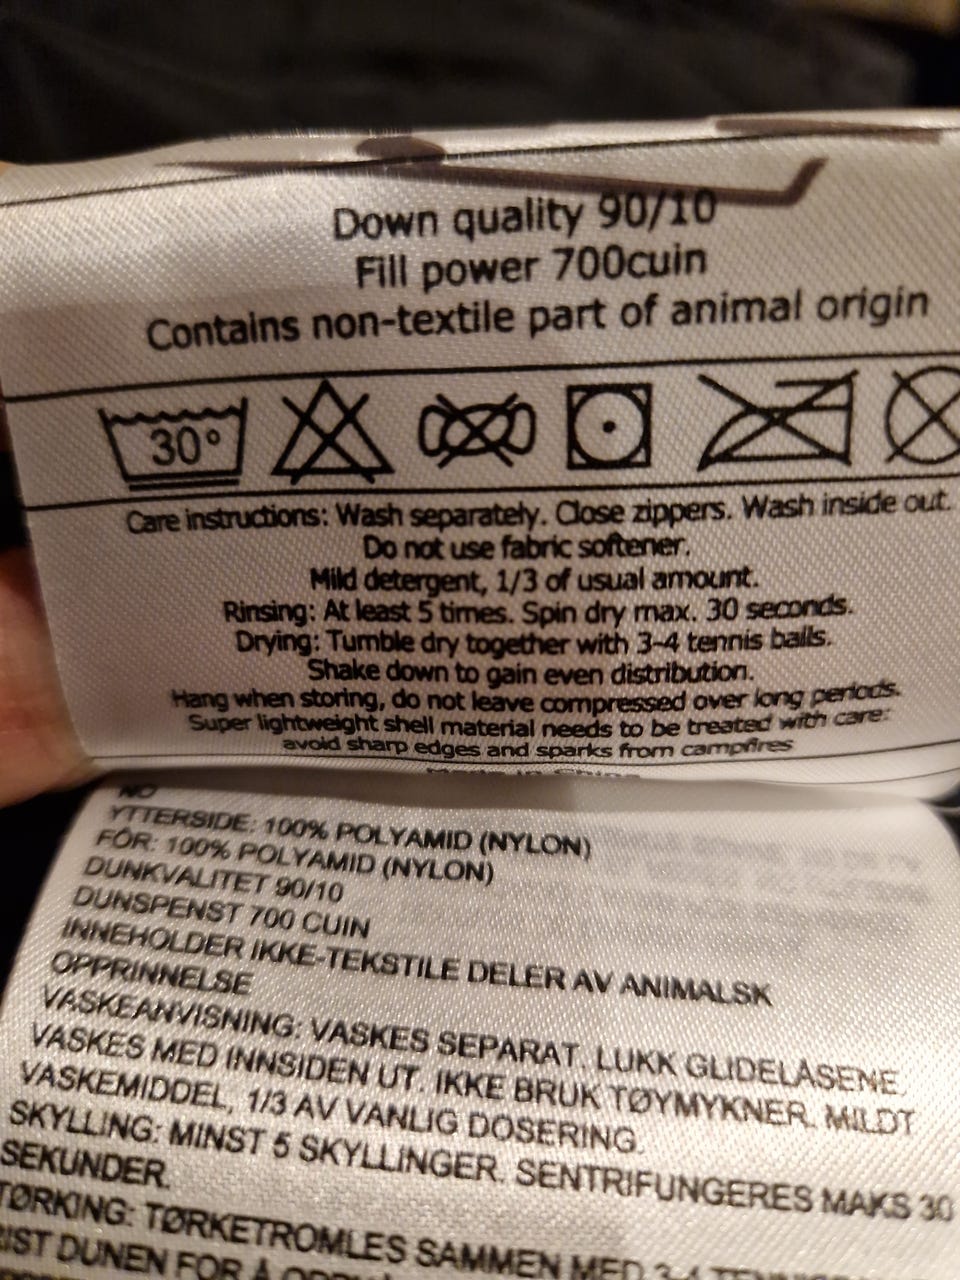 Down quality 90/10
Fill power 700cuin
Contains non-textile part of animal origin
30°
Care instructions: Wash separately. Close zippers. Wash inside out.
Do not use fabric softener.
Mild detergent, 1/3 of usual amount.
Rinsing: At least 5 times. Spin dry max. 30 seconds.
Drying: Tumble dry together with 3-4 tennis balls.
Shake down to gain even distribution.
Hang when storing, do not leave compressed over long periods.
Super lightweight shell material needs to be treated with care:
avoid sharp edges and sparks from campfires
Made in China
NO
YTTERSIDE: 100% POLYAMID (NYLON)
FÔR: 100% POLYAMID (NYLON)
DUNKVALITET 90/10
DUNSPENST 700 CUIN
INNEHOLDER IKKE-TEKSTILE DELER AV ANIMALSK
OPPRINNELSE
VASKEANVISNING: VASKES SEPARAT. LUKK GLIDELÅSENE.
VASKES MED INNSIDEN UT. IKKE BRUK TØYMYKNER. MILDT
VASKEMIDDEL, 1/3 AV VANLIG DOSERING.
SKYLLING: MINST 5 SKYLLINGER. SENTRIFUNGERES MAKS 30
SEKUNDER.
TØRKING: TØRKETROMLES SAMMEN MED 3-4
DUNEN FOR Å